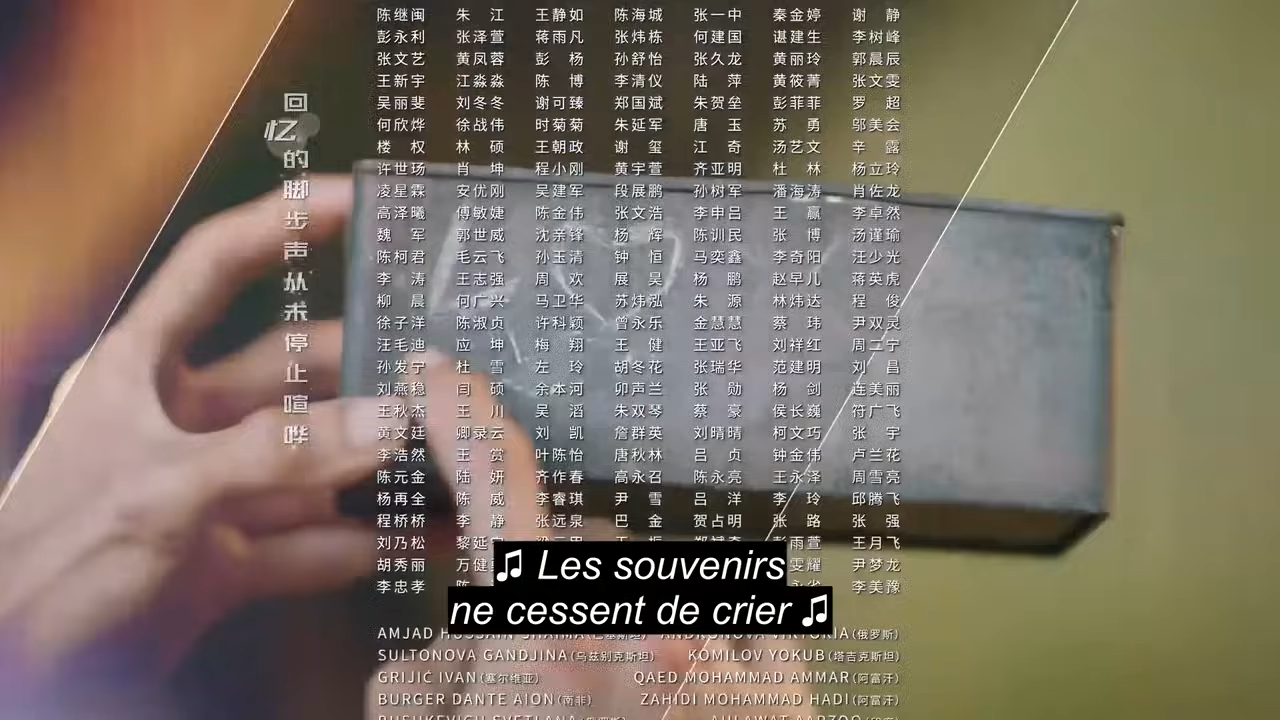 回忆的脚步声从未停止喧哗
陈继闽 朱江 王静如 陈海城 张一中 秦金婷 谢静
彭永利 张泽萱 蒋雨凡 张炜栋 何建国 谌建生 李树峰
张文艺 黄凤蓉 彭杨 孙舒怡 张久龙 黄丽玲 郭晨辰
王新宇 江淼淼 陈博 李清仪 陆萍 黄筱菁 张文雯
吴丽斐 刘冬冬 谢可臻 郑国斌 朱贺垒 彭菲菲 罗超
何欣烨 徐战伟 时菊菊 朱延军 唐玉 苏勇 邬美会
楼权 林硕 王朝政 谢玺 江奇 汤艺文 辛露
许世玚 肖坤 程小刚 黄宇萱 齐亚明 杜林 杨立玲
凌星霖 安优刚 吴建军 段展鹏 孙树军 潘海涛 肖佐龙
高泽曦 傅敏婕 陈金伟 张文浩 李申吕 王赢 李卓然
魏军 郭世威 沈亲锋 杨辉 陈训民 张博 汤谨瑜
陈柯君 毛云飞 孙玉清 钟恒 马奕鑫 李奇阳 汪少光
李涛 王志强 周欢 展昊 杨鹏 赵早儿 蒋英虎
柳晨 何广兴 马卫华 苏炜泓 朱源 林炜达 程俊
徐子洋 陈淑贞 许科颖 曾永乐 金慧慧 蔡玮 尹双灵
汪毛迪 应坤 梅翔 王健 王亚飞 刘祥红 周二宁
孙发宁 杜雪 左玲 胡冬花 张瑞华 范建明 刘昌
刘燕稳 闫硕 余本河 卯声兰 张勋 杨剑 连美丽
王秋杰 王川 吴滔 朱双琴 蔡豪 侯长巍 符广飞
黄文廷 卿录云 刘凯 詹群英 刘晴晴 柯文巧 张宇
李浩然 王赏 叶陈怡 唐秋林 吕贞 钟金伟 卢兰花
陈元金 陆妍 齐作春 高永召 陈永亮 王永泽 周雪亮
杨再全 陈威 李睿琪 尹雪 吕洋 李玲 邱腾飞
程桥桥 李静 张远泉 巴金 贺占明 张路 张强
刘乃松 黎延 雨萱 王月飞
胡秀丽 万健 雯耀 尹梦龙
李忠孝 陈 李美豫
♫ Les souvenirs
ne cessent de crier ♫
AMJAD HUSSAIN ANDRONOVA VIKTORIA(俄罗斯)
SULTONOVA GANDJINA(乌兹别克斯坦) KOMILOV YOKUB(塔吉克斯坦)
GRIJIC IVAN(塞尔维亚) QAED MOHAMMAD AMMAR(阿富汗)
BURGER DANTE AION(南非) ZAHIDI MOHAMMAD HADI(阿富汗)